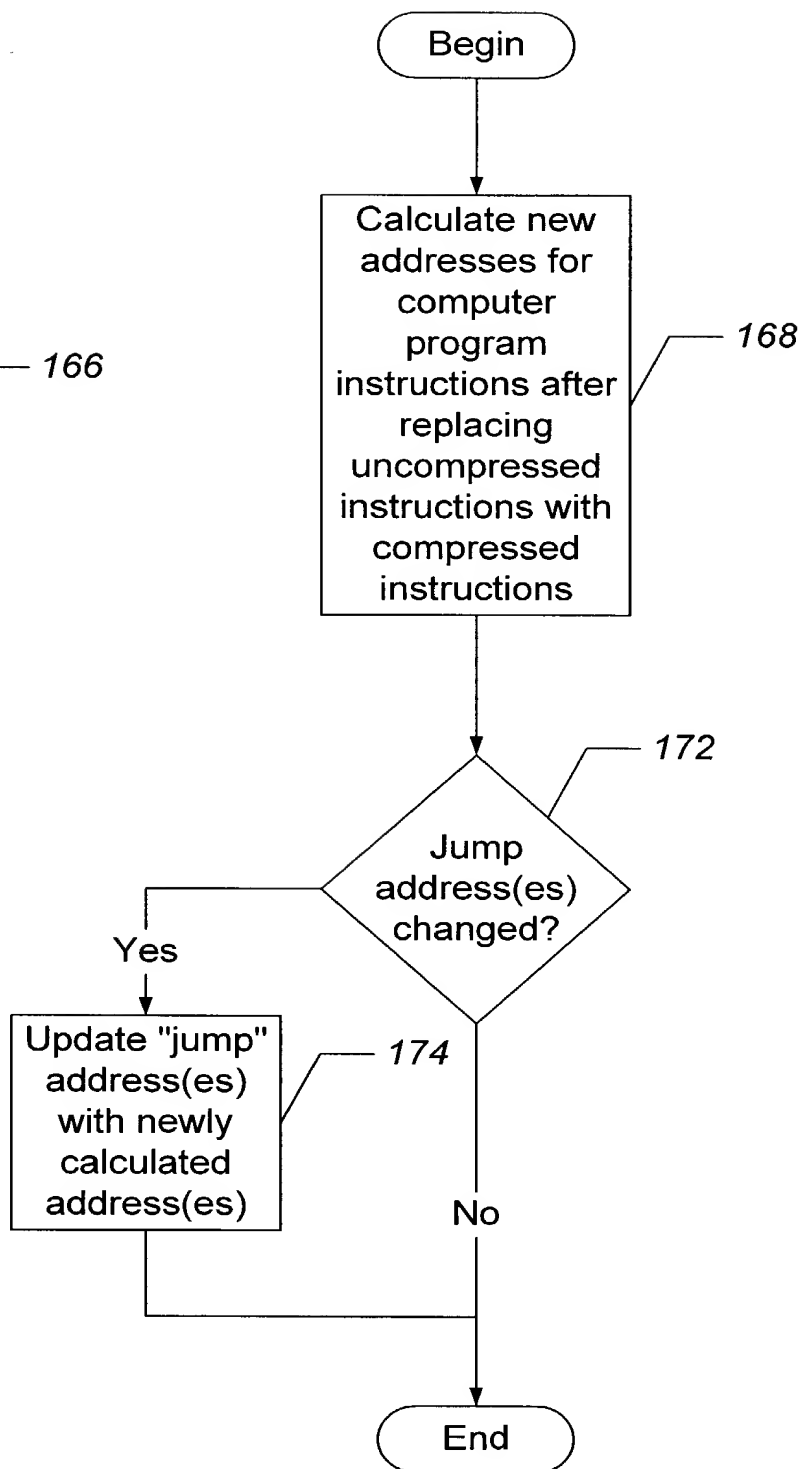 Begin
Calculate new
addresses for
computer
program
instructions after
replacing
uncompressed
instructions with
compressed
instructions
168
166
172
Jump
address(es)
changed?
Yes
Update "jump"
address(es)
with newly
calculated
address(es)
174
No
End